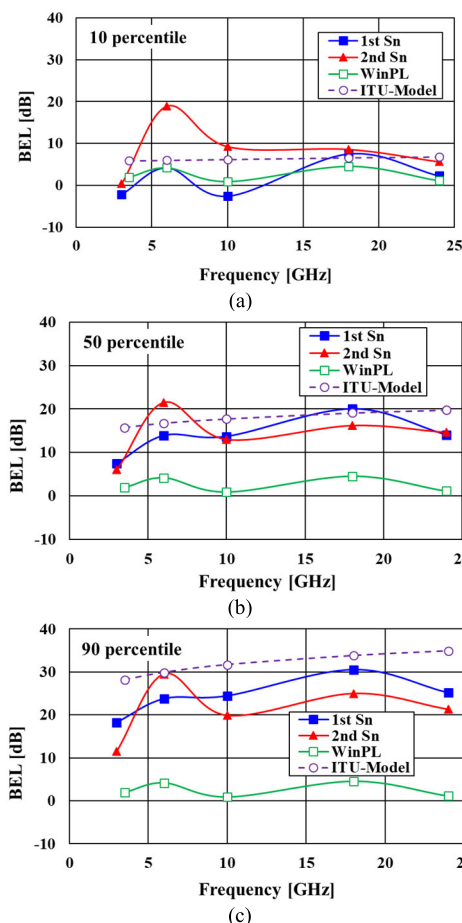 40
10 percentile
1st Sn
2nd Sn
WinPL
ITU-Model
30
20
10
0
-10
BEL [dB]
0 5 10 15 20 25
Frequency [GHz]
(a)
40
50 percentile
1st Sn
2nd Sn
WinPL
ITU-Model
30
20
10
0
-10
BEL [dB]
0 5 10 15 20 25
Frequency [GHz]
(b)
40
90 percentile
30
20
1st Sn
2nd Sn
WinPL
ITU-Model
10
0
-10
BEL [dB]
0 5 10 15 20 25
Frequency [GHz]
(c)